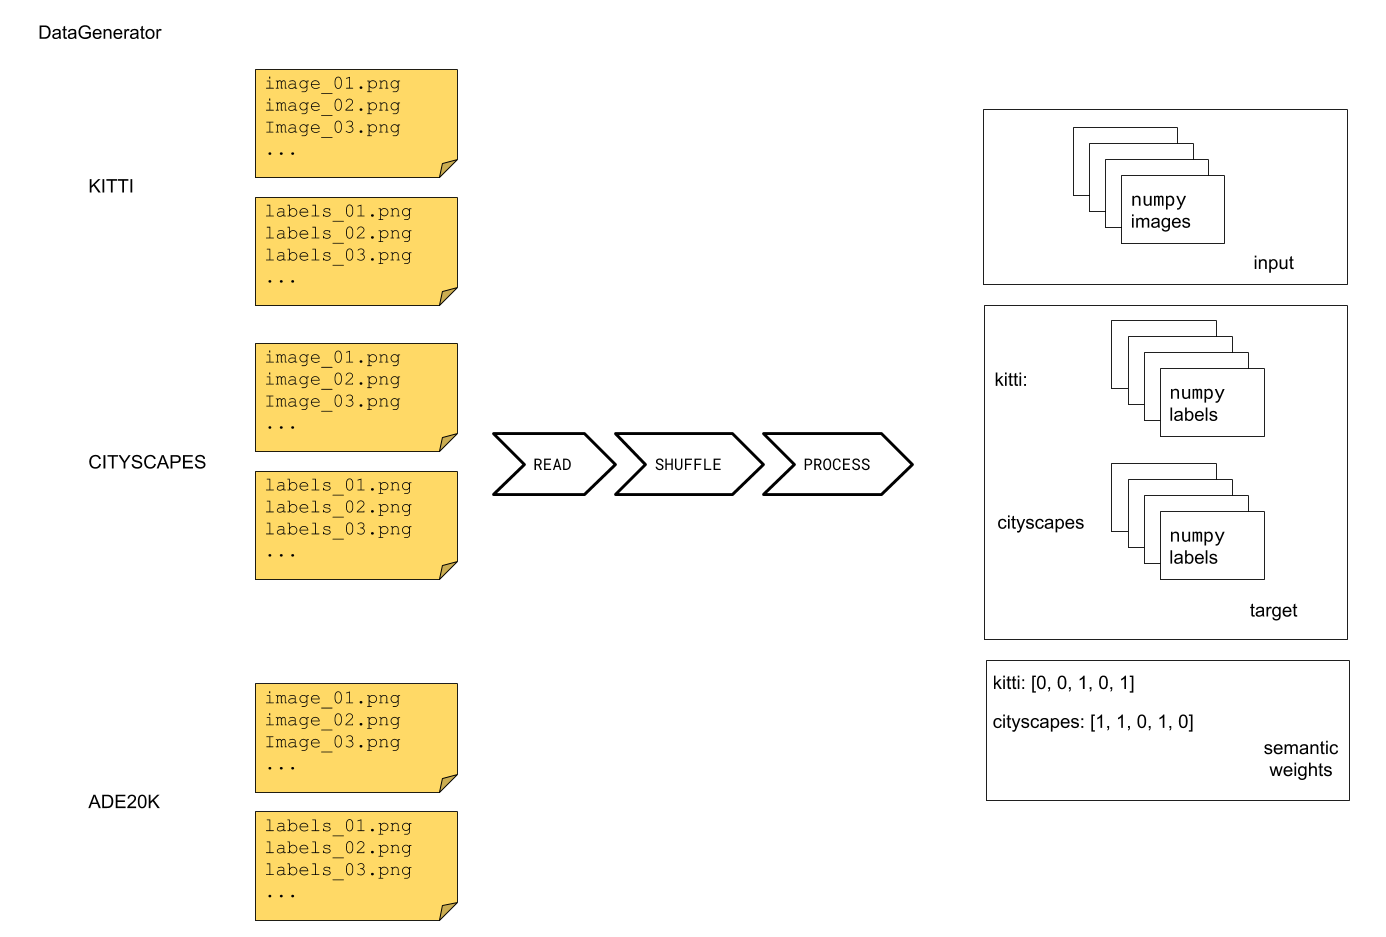 DataGenerator
KITTI
image_01.png
image_02.png
Image_03.png
...
labels_01.png
labels_02.png
labels_03.png
...
CITYSCAPES
image_01.png
image_02.png
Image_03.png
...
labels_01.png
labels_02.png
labels_03.png
...
ADE20K
image_01.png
image_02.png
Image_03.png
...
labels_01.png
labels_02.png
labels_03.png
...
READ
SHUFFLE
PROCESS
numpy
images
input
kitti:
numpy
labels
cityscapes
numpy
labels
target
kitti: [0, 0, 1, 0, 1]
cityscapes: [1, 1, 0, 1, 0]
semantic
weights